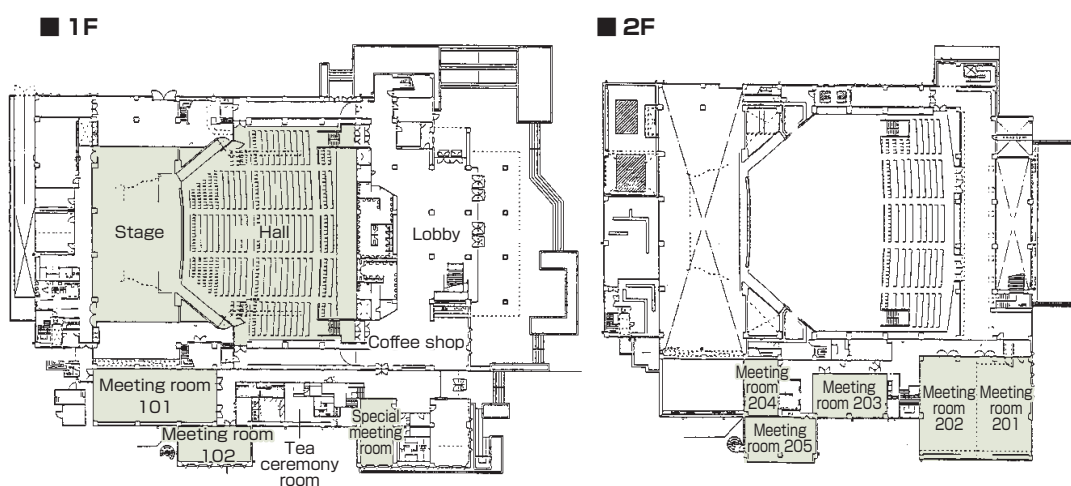 ■ 1F
Stage
Hall
Lobby
Coffee shop
Meeting room
101
Meeting room
102
Tea
ceremony
room
Special
meeting
room
■ 2F
Meeting
room
204
Meeting
room 203
Meeting
room 205
Meeting
room
202
Meeting
room
201